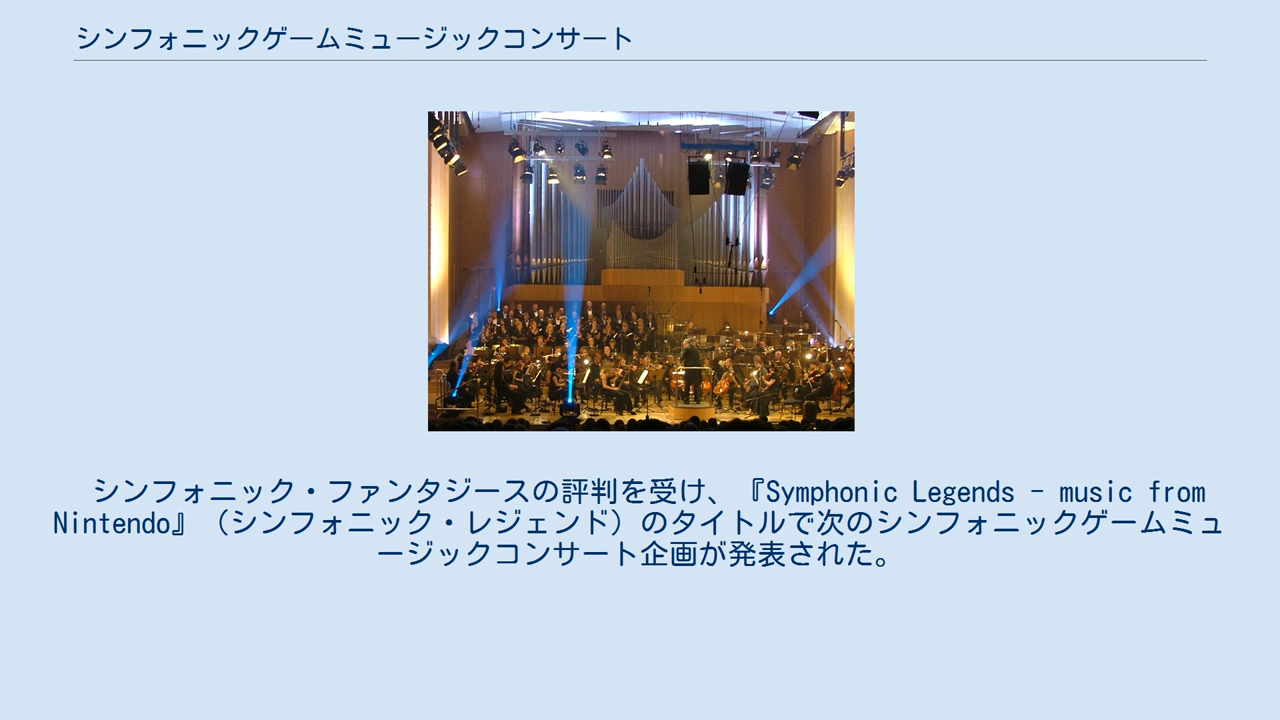 シンフォニックゲームミュージックコンサート
シンフォニック・ファンタジースの評判を受け、『Symphonic Legends - music from
Nintendo』（シンフォニック・レジェンド）のタイトルで次のシンフォニックゲームミュ
ージックコンサート企画が発表された。